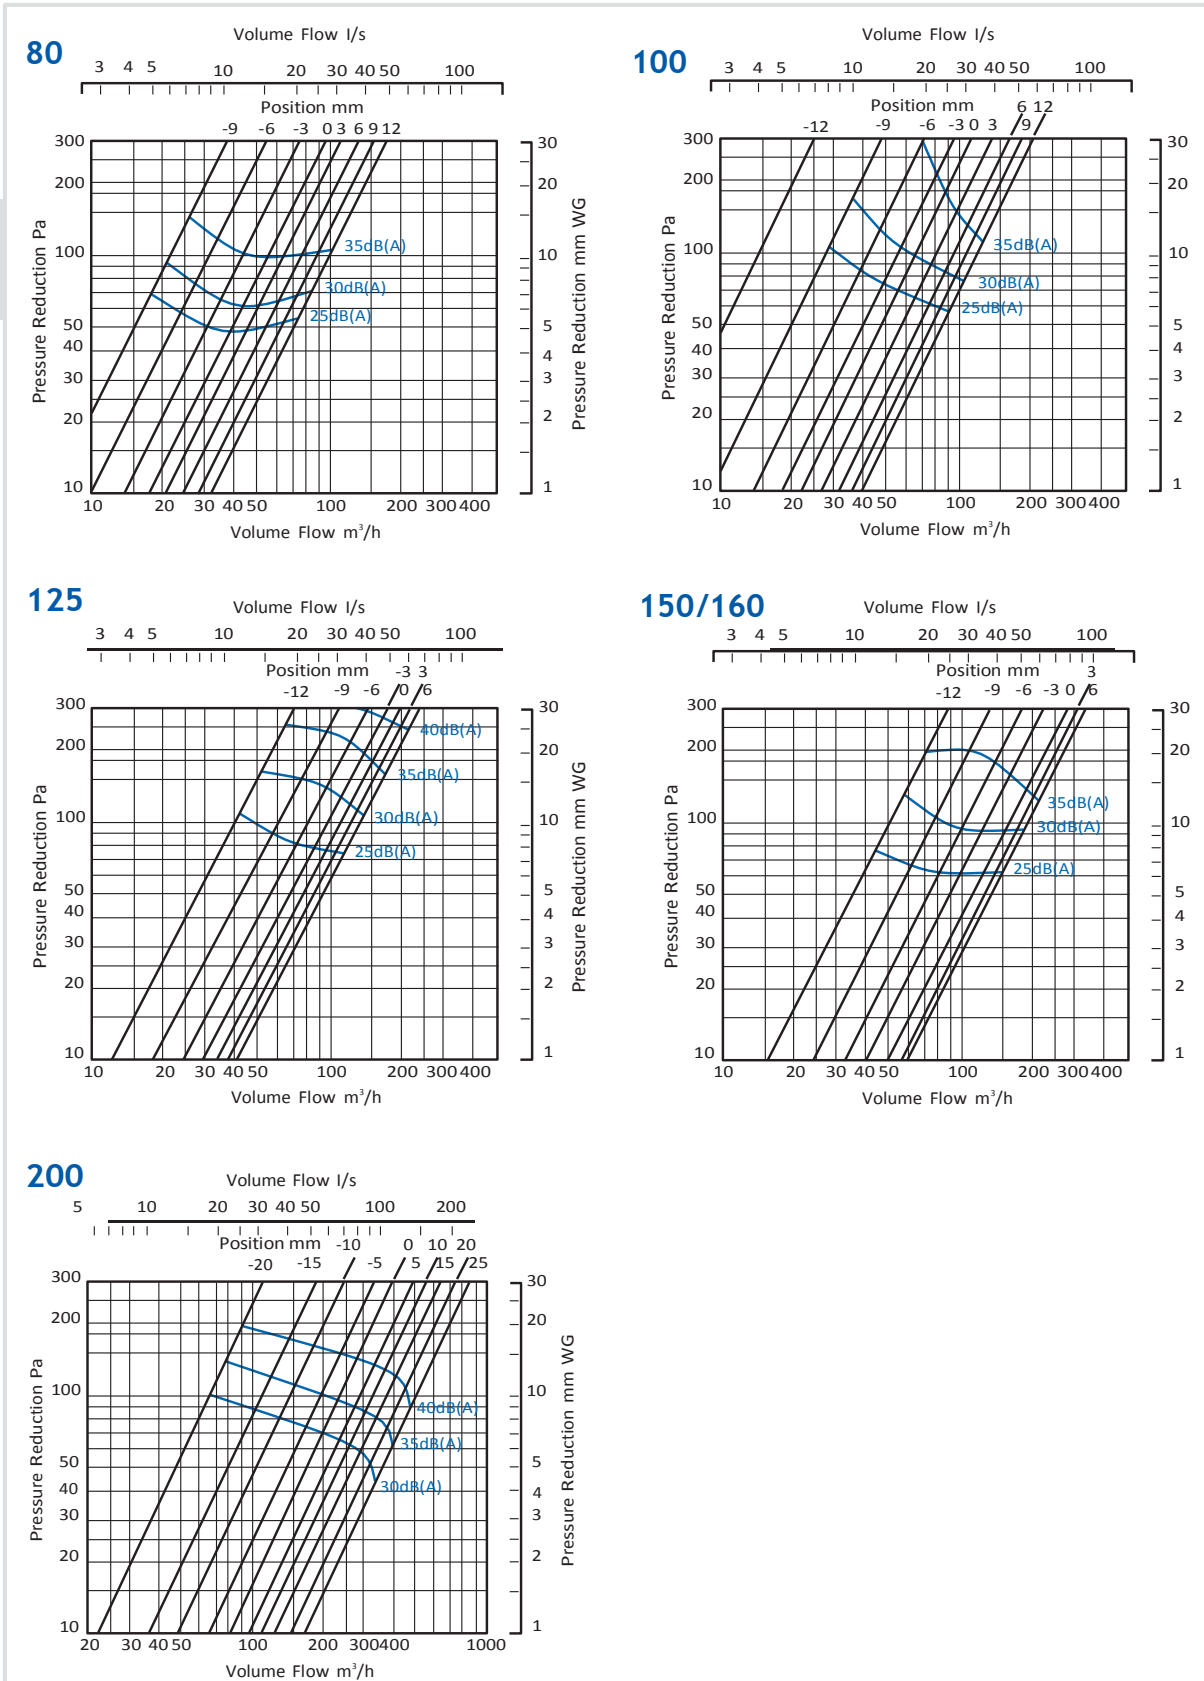 80
Volume Flow I/s
3 4 5 10 20 30 40 50 100
Position mm
-9 -6 -3 0 3 6 9 12
300 200 100 50 40 30 20 10
Pressure Reduction Pa
35dB(A)
30dB(A)
25dB(A)
30 20 10 5 4 3 2 1
Pressure Reduction mm WG
10 20 30 40 50 100 200 300 400
Volume Flow m³/h
100
Volume Flow I/s
3 4 5 10 20 30 40 50 100
Position mm 6 12
-12 -9 -6 -3 0 3 9
300 200 100 50 40 30 20 10
Pressure Reduction Pa
35dB(A)
30dB(A)
25dB(A)
30 20 10 5 4 3 2 1
10 20 30 40 50 100 200 300 400
Volume Flow m³/h
125
Volume Flow I/s
3 4 5 10 20 30 40 50 100
Position mm -3 3
-12 -9 -6 0 6
300 200 100 50 40 30 20 10
Pressure Reduction Pa
40dB(A)
35dB(A)
30dB(A)
25dB(A)
30 20 10 5 4 3 2 1
Pressure Reduction mm WG
10 20 30 40 50 100 200 300 400
Volume Flow m³/h
150/160
Volume Flow I/s
3 4 5 10 20 30 40 50 100
Position mm 3
-12 -9 -6 -3 0 6
300 200 100 50 40 30 20 10
Pressure Reduction Pa
35dB(A)
30dB(A)
25dB(A)
30 20 10 5 4 3 2 1
10 20 30 40 50 100 200 300 400
Volume Flow m³/h
200
Volume Flow I/s
5 10 20 30 40 50 100 200
Position mm -10 0 10 20
-20 -15 -5 5 15 25
300 200 100 50 40 30 20 10
Pressure Reduction Pa
40dB(A)
35dB(A)
30dB(A)
30 20 10 5 4 3 2 1
Pressure Reduction mm WG
20 30 40 50 100 200 300 400 1000
Volume Flow m³/h